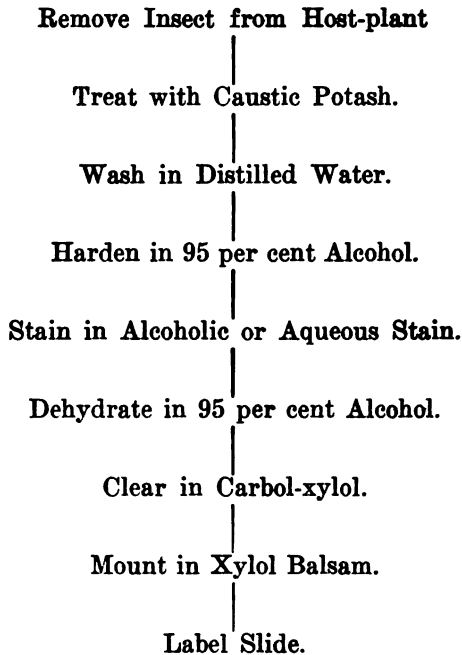 Remove Insect from Host-plant
Treat with Caustic Potash.
Wash in Distilled Water.
Harden in 95 per cent Alcohol.
Stain in Alcoholic or Aqueous Stain.
Dehydrate in 95 per cent Alcohol.
Clear in Carbol-xylol.
Mount in Xylol Balsam.
Label Slide.